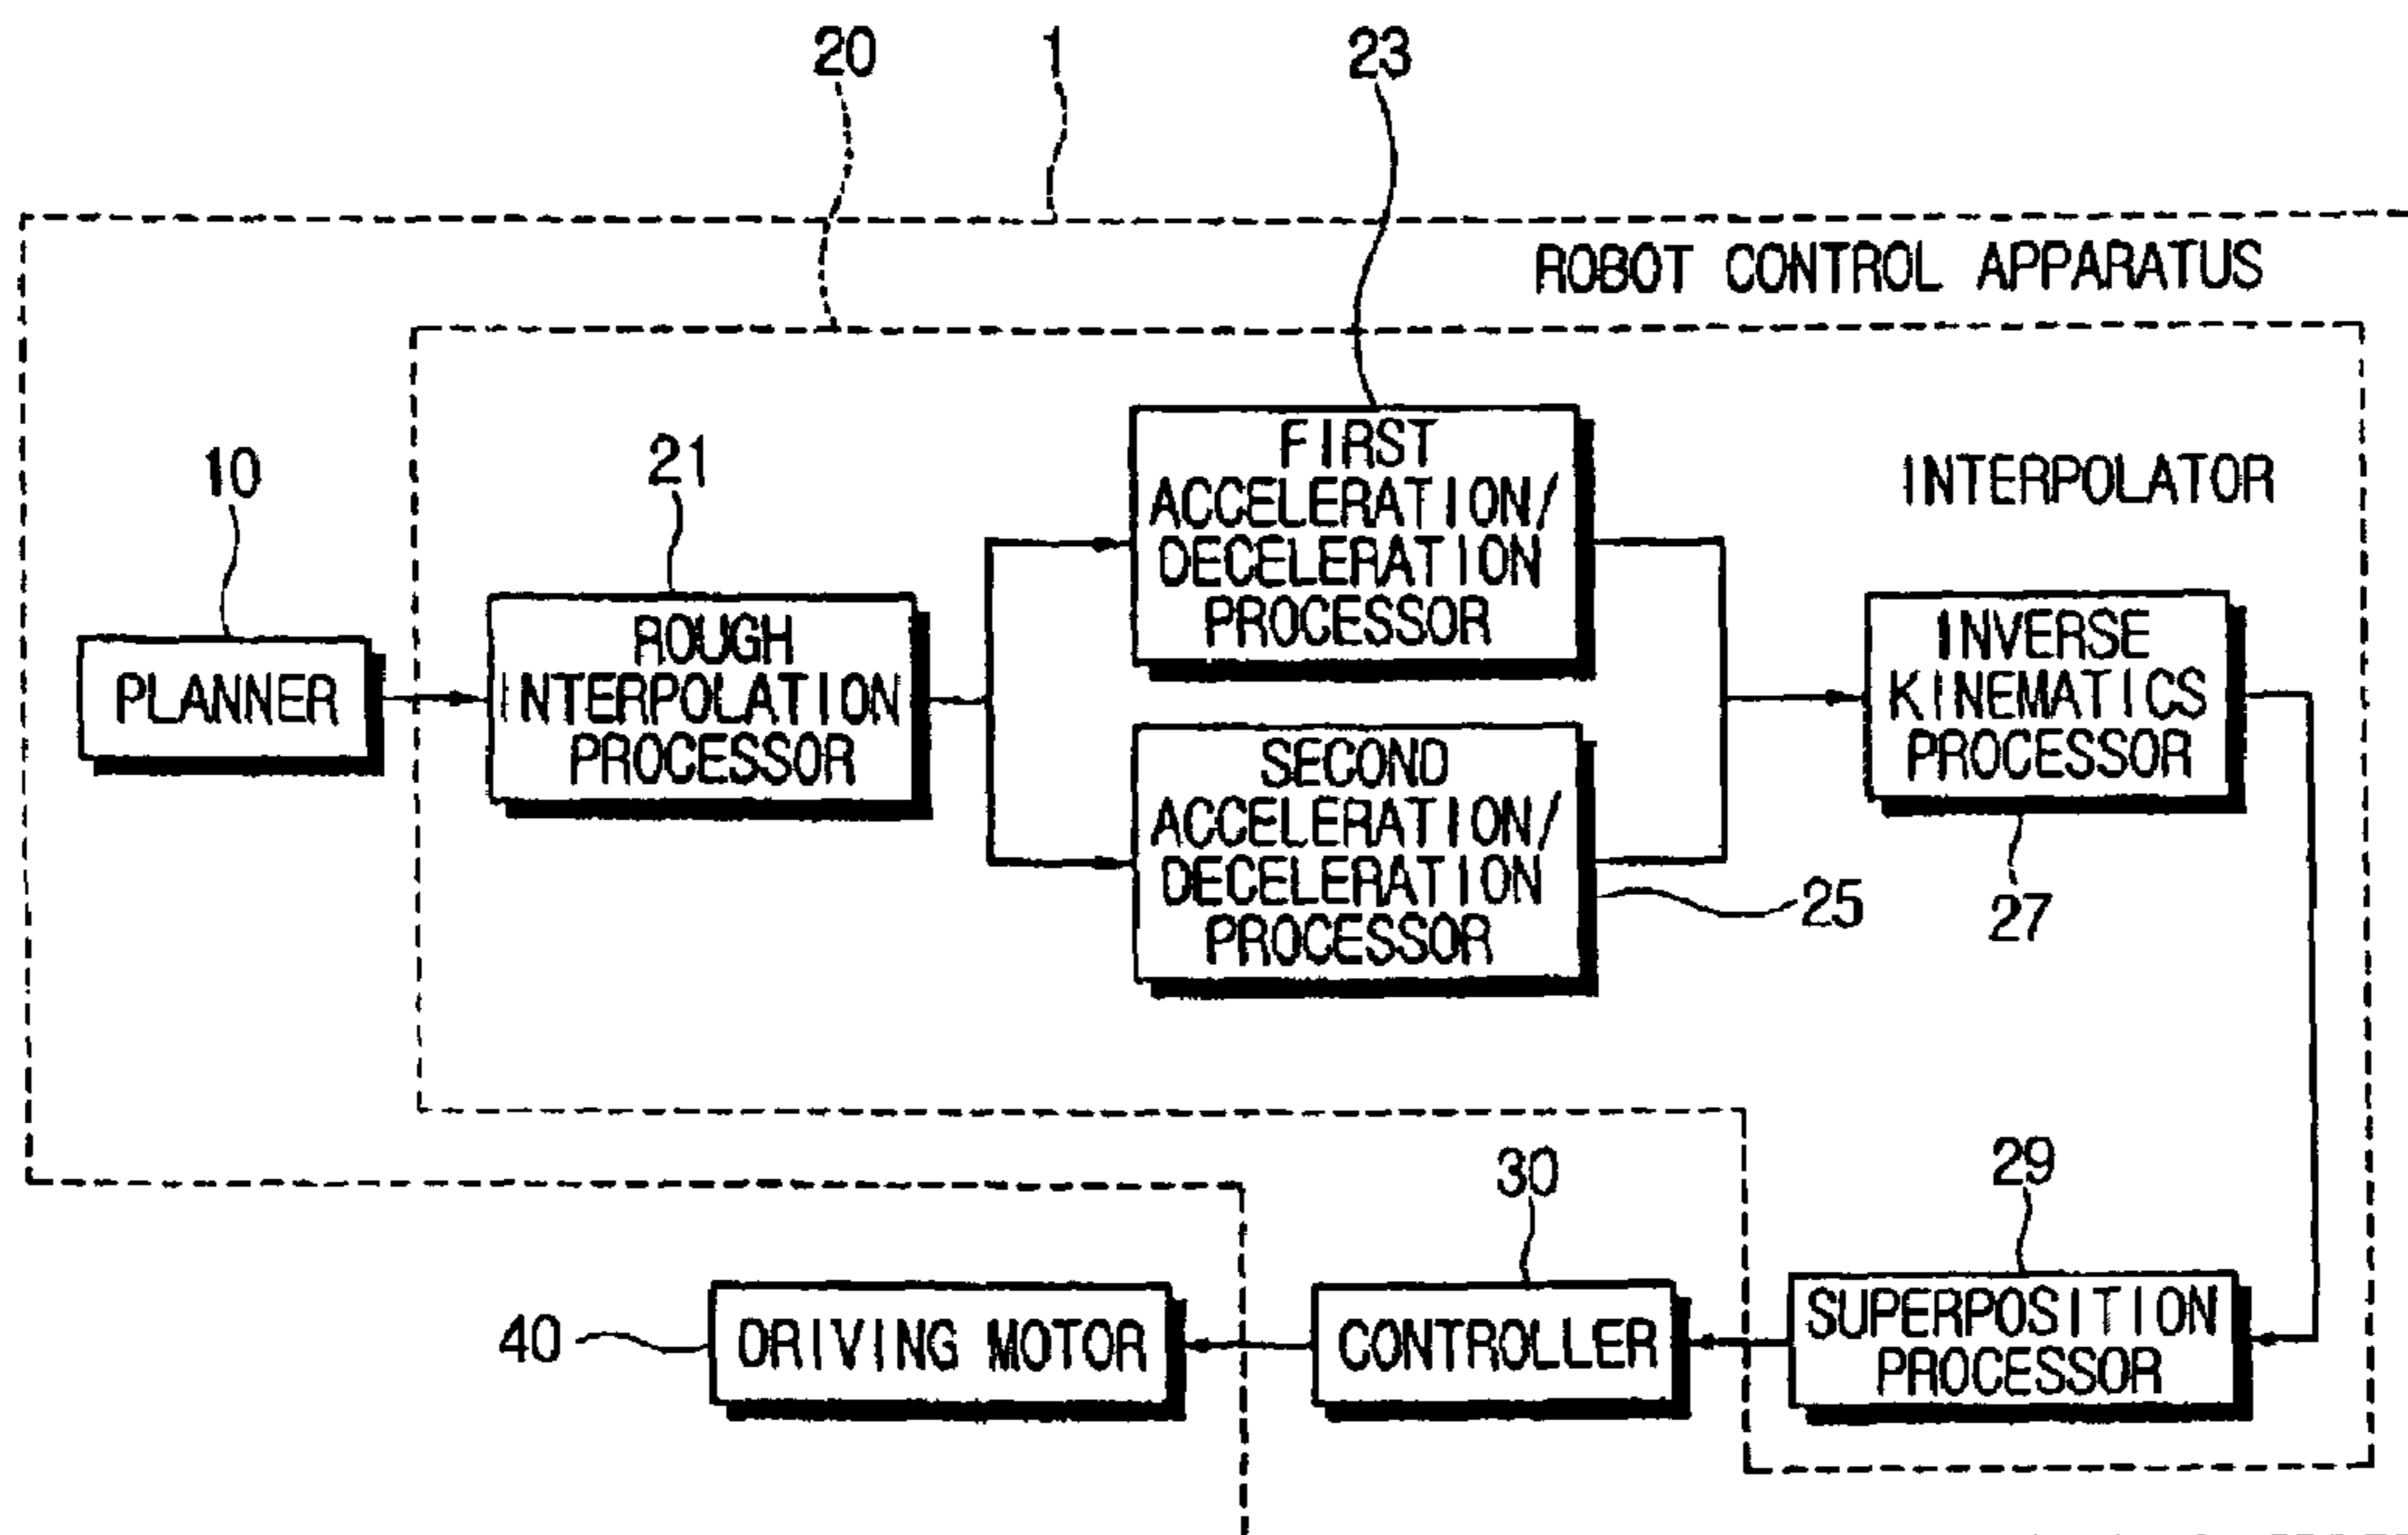 20
1
23
ROBOT CONTROL APPARATUS
INTERPOLATOR
10
PLANNER
21
ROUGH
INTERPOLATION
PROCESSOR
FIRST
ACCELERATION/
DECELERATION
PROCESSOR
SECOND
ACCELERATION/
DECELERATION
PROCESSOR
25
INVERSE
KINEMATICS
PROCESSOR
27
40
DRIVING MOTOR
30
CONTROLLER
29
SUPERPOSITION
PROCESSOR